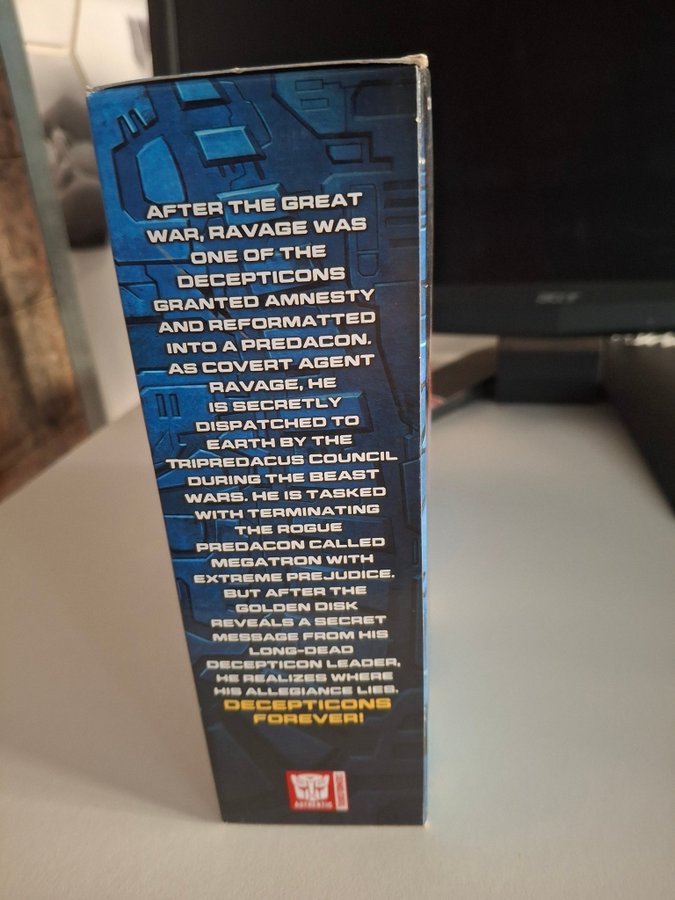 AFTER THE GREAT
WAR, RAVAGE WAS
ONE OF THE
DECEPTICONS
GRANTED AMNESTY
AND REFORMATTED
INTO A PREDACON.
AS COVERT AGENT
RAVAGE, HE
IS SECRETLY
DISPATCHED TO
EARTH BY THE
TRIPREDACUS COUNCIL
DURING THE BEAST
WARS. HE IS TASKED
WITH TERMINATING
THE ROGUE
PREDACON CALLED
MEGATRON WITH
EXTREME PREJUDICE.
BUT AFTER THE
GOLDEN DISK
REVEALS A SECRET
MESSAGE FROM HIS
LONG-DEAD
DECEPTICON LEADER,
HE REALIZES WHERE
HIS ALLEGIANCE LIES.
DECEPTICONS
FOREVER!
AUTHENTIC